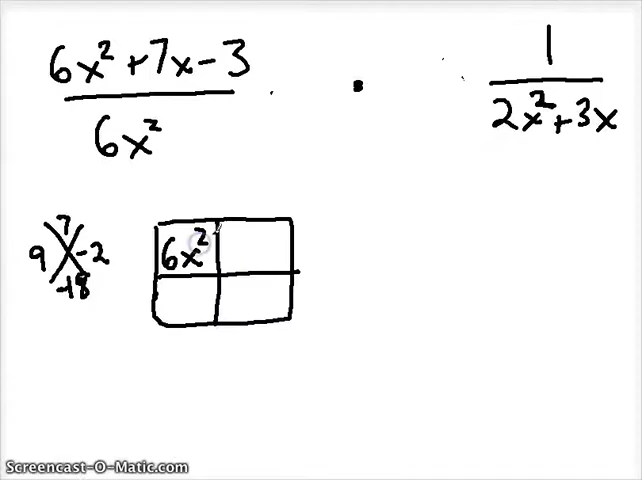 6x² + 7x - 3
6x²
·
1
2x² + 3x
7
9 -2
-18
6x²
Screencast-O-Matic.com